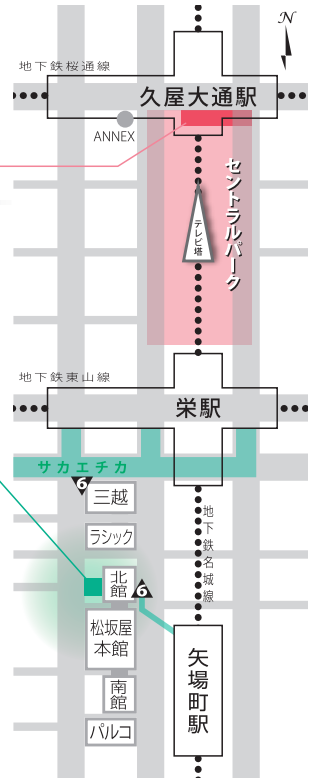 N
地下鉄桜通線
久屋大通駅
ANNEX
セントラルパーク
テレビ塔
地下鉄東山線
栄駅
サカエチカ
6
三越
ラシック
地下鉄名城線
北館
6
松坂屋
本館
矢場町駅
南館
パルコ